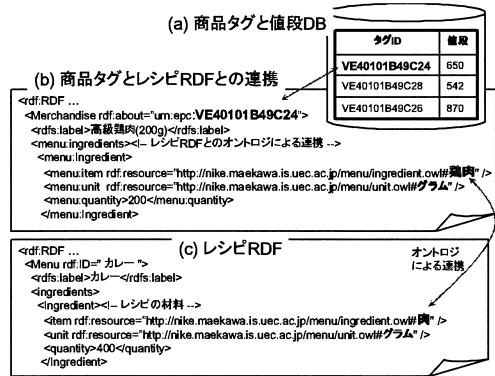 (a) 商品タグと値段DB
タグID 値段
VE40101B49C24 650
VE40101B49C28 542
VE40101B49C26 870
(b) 商品タグとレシピRDFとの連携
<rdf:RDF ...
<Merchandise rdf:about="urn:epc:VE40101B49C24">
<rdfs:label>高級鶏肉(200g)</rdfs:label>
<menu:ingredients><!-- レシピRDFとのオントロジによる連携 -->
<menu:Ingredient>
<menu:item rdf:resource="http://nike.maekawa.is.uec.ac.jp/menu/ingredient.owl#鶏肉" />
<menu:unit rdf:resource="http://nike.maekawa.is.uec.ac.jp/menu/unit.owl#グラム" />
<menu:quantity>200</menu:quantity>
</menu:Ingredient>
(c) レシピRDF
オントロジ
による連携
<rdf:RDF ...
<Menu rdf:ID=" カレー ">
<rdfs:label>カレー</rdfs:label>
<ingredients>
<Ingredient><!-- レシピの材料 -->
<item rdf:resource="http://nike.maekawa.is.uec.ac.jp/menu/ingredient.owl#肉" />
<unit rdf:resource="http://nike.maekawa.is.uec.ac.jp/menu/unit.owl#グラム" />
<quantity>400</quantity>
</Ingredient>